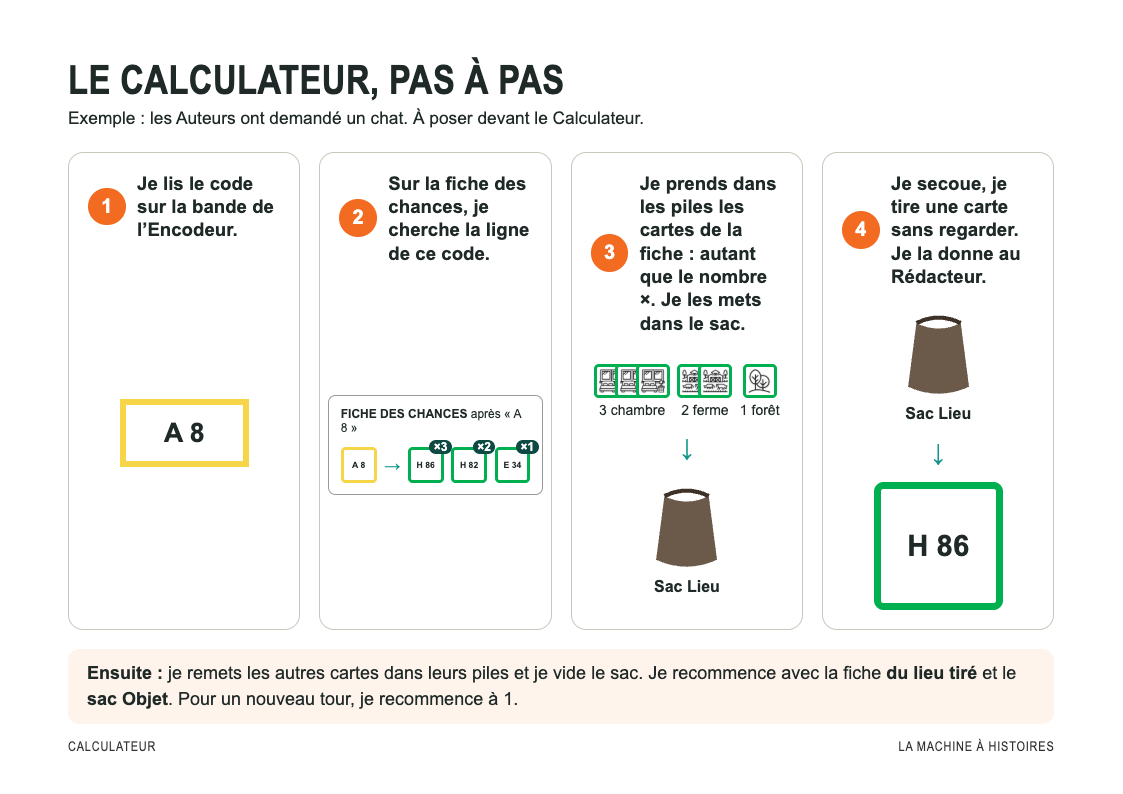 LE CALCULATEUR, PAS À PAS
Exemple : les Auteurs ont demandé un chat. À poser devant le Calculateur.
1
Je lis le code
sur la bande de
l’Encodeur.
A 8
2
Sur la fiche des
chances, je
cherche la ligne
de ce code.
FICHE DES CHANCES après « A
8 »
A 8
→
H 86
×3
H 82
×2
E 34
×1
3
Je prends dans
les piles les
cartes de la
fiche : autant
que le nombre
×. Je les mets
dans le sac.
3 chambre
2 ferme
1 forêt
↓
Sac Lieu
4
Je secoue, je
tire une carte
sans regarder.
Je la donne au
Rédacteur.
Sac Lieu
↓
H 86
Ensuite : je remets les autres cartes dans leurs piles et je vide le sac. Je recommence avec la fiche du lieu tiré et le
sac Objet. Pour un nouveau tour, je recommence à 1.
CALCULATEUR
LA MACHINE À HISTOIRES